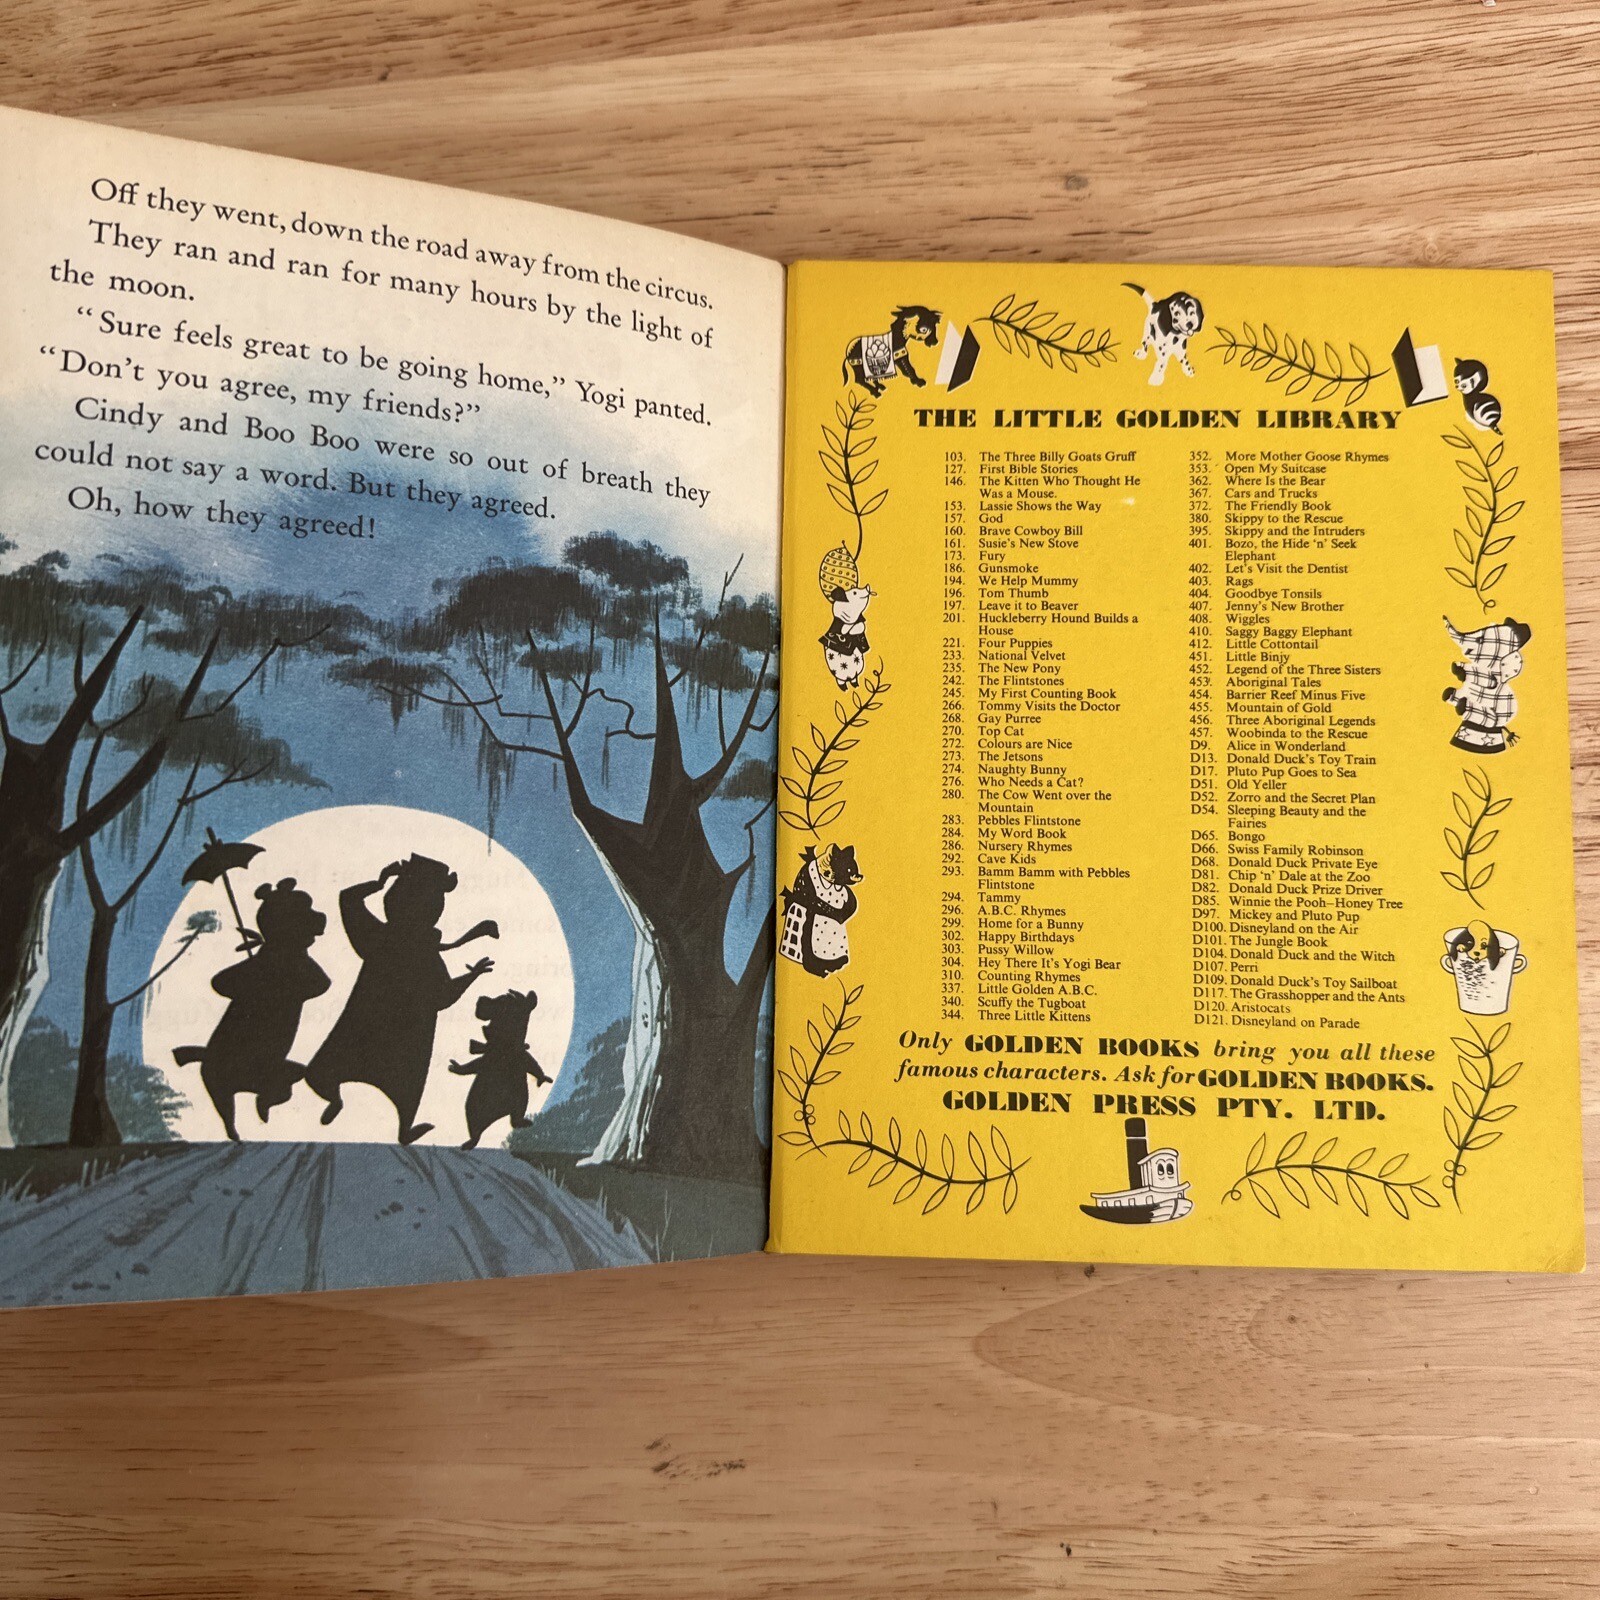 Off they went, down the road away from the circus.
They ran and ran for many hours by the light of
the moon.
“Sure feels great to be going home,” Yogi panted.
“Don’t you agree, my friends?”
Cindy and Boo Boo were so out of breath they
could not say a word. But they agreed.
Oh, how they agreed!
THE LITTLE GOLDEN LIBRARY
103. The Three Billy Goats Gruff
127. First Bible Stories
146. The Kitten Who Thought He
Was a Mouse.
153. Lassie Shows the Way
157. God
160. Brave Cowboy Bill
161. Susie's New Stove
173. Fury
186. Gunsmoke
194. We Help Mummy
196. Tom Thumb
197. Leave it to Beaver
201. Huckleberry Hound Builds a
House
221. Four Puppies
233. National Velvet
235. The New Pony
242. The Flintstones
245. My First Counting Book
266. Tommy Visits the Doctor
268. Gay Purree
270. Top Cat
272. Colours are Nice
273. The Jetsons
274. Naughty Bunny
276. Who Needs a Cat?
280. The Cow Went over the
Mountain
283. Pebbles Flintstone
284. My Word Book
286. Nursery Rhymes
292. Cave Kids
293. Bamm Bamm with Pebbles
Flintstone
294. Tammy
296. A.B.C. Rhymes
299. Home for a Bunny
302. Happy Birthdays
303. Pussy Willow
304. Hey There It's Yogi Bear
310. Counting Rhymes
337. Little Golden A.B.C.
340. Scuffy the Tugboat
344. Three Little Kittens
352. More Mother Goose Rhymes
353. Open My Suitcase
362. Where Is the Bear
367. Cars and Trucks
372. The Friendly Book
380. Skippy to the Rescue
395. Skippy and the Intruders
401. Bozo, the Hide 'n' Seek
Elephant
402. Let's Visit the Dentist
403. Rags
404. Goodbye Tonsils
407. Jenny's New Brother
408. Wiggles
410. Saggy Baggy Elephant
412. Little Cottontail
451. Little Binjy
452. Legend of the Three Sisters
453. Aboriginal Tales
454. Barrier Reef Minus Five
455. Mountain of Gold
456. Three Aboriginal Legends
457. Woobinda to the Rescue
D9. Alice in Wonderland
D13. Donald Duck's Toy Train
D17. Pluto Pup Goes to Sea
D51. Old Yeller
D52. Zorro and the Secret Plan
D54. Sleeping Beauty and the
Fairies
D65. Bongo
D66. Swiss Family Robinson
D68. Donald Duck Private Eye
D81. Chip 'n' Dale at the Zoo
D82. Donald Duck Prize Driver
D85. Winnie the Pooh–Honey Tree
D97. Mickey and Pluto Pup
D100. Disneyland on the Air
D101. The Jungle Book
D104. Donald Duck and the Witch
D107. Perri
D109. Donald Duck's Toy Sailboat
D117. The Grasshopper and the Ants
D120. Aristocats
D121. Disneyland on Parade
Only GOLDEN BOOKS bring you all these
famous characters. Ask for GOLDEN BOOKS.
GOLDEN PRESS PTY. LTD.